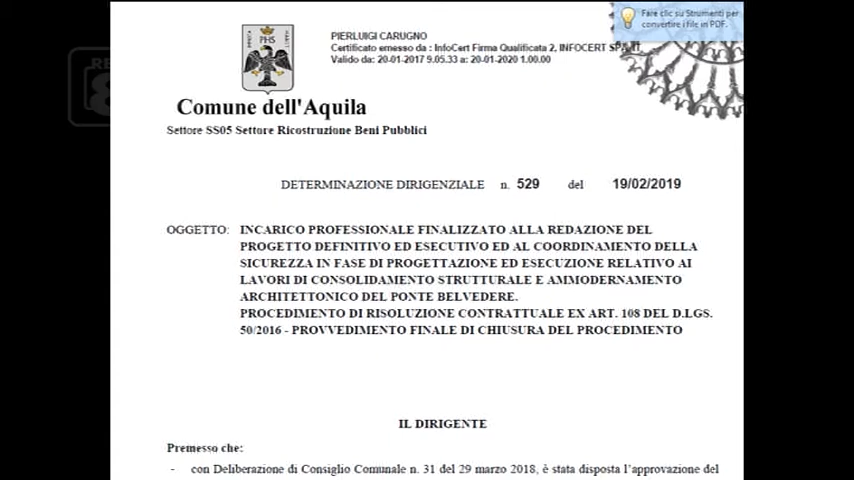 Fare clic su Strumenti per
convertire i file in PDF.
PIERLUIGI CARUGNO
Certificato emesso da : InfoCert Firma Qualificata 2, INFOCERT
Valido da: 20-01-2017 9.05.33 a: 20-01-2020 1.00.00
PHS
Comune dell'Aquila
Settore SS05 Settore Ricostruzione Beni Pubblici
DETERMINAZIONE DIRIGENZIALE n. 529 del 19/02/2019
OGGETTO: INCARICO PROFESSIONALE FINALIZZATO ALLA REDAZIONE DEL
PROGETTO DEFINITIVO ED ESECUTIVO ED AL COORDINAMENTO DELLA
SICUREZZA IN FASE DI PROGETTAZIONE ED ESECUZIONE RELATIVO AI
LAVORI DI CONSOLIDAMENTO STRUTTURALE E AMMODERNAMENTO
ARCHITETTONICO DEL PONTE BELVEDERE.
PROCEDIMENTO DI RISOLUZIONE CONTRATTUALE EX ART. 108 DEL D.LGS.
50/2016 - PROVVEDIMENTO FINALE DI CHIUSURA DEL PROCEDIMENTO
IL DIRIGENTE
Premesso che:
- con Deliberazione di Consiglio Comunale n. 31 del 29 marzo 2018, è stata disposta l'approvazione del